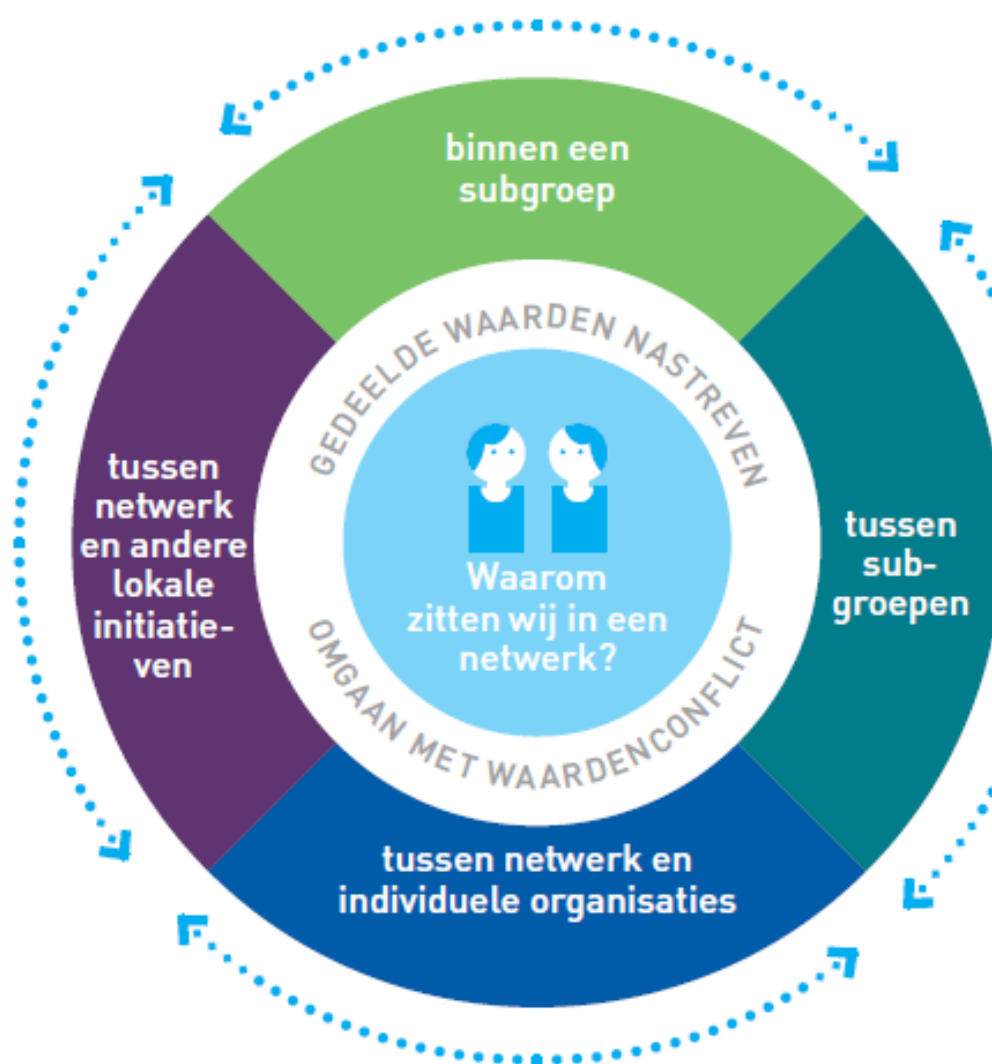 binnen een
subgroep
GEDEELDE WAARDEN NASTREVEN
tussen
netwerk
en andere
lokale
initiatie-
ven
Waarom
zitten wij in een
netwerk?
tussen
sub-
groepen
OMGAAN MET WAARDENCONFLICT
tussen netwerk en
individuele organisaties